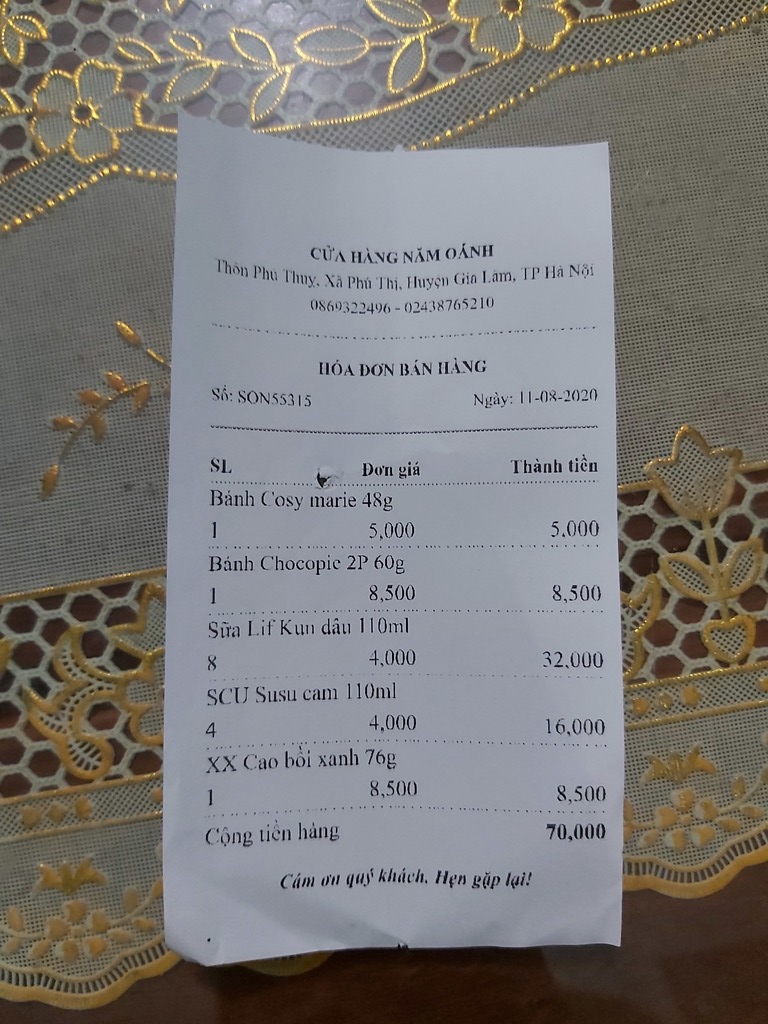 CỬA HÀNG NĂM OÁNH
Thôn Phú Thụy, Xã Phú Thị, Huyện Gia Lâm, TP Hà Nội
0869322496 - 02438765210
HÓA ĐƠN BÁN HÀNG
Số: SON55315 Ngày: 11-08-2020
SL Đơn giá Thành tiền
Bánh Cosy marie 48g
1 5,000 5,000
Bánh Chocopie 2P 60g
1 8,500 8,500
Sữa Lif Kun dâu 110ml
8 4,000 32,000
SCU Susu cam 110ml
4 4,000 16,000
XX Cao bồi xanh 76g
1 8,500 8,500
Cộng tiền hàng 70,000
Cám ơn quý khách. Hẹn gặp lại!